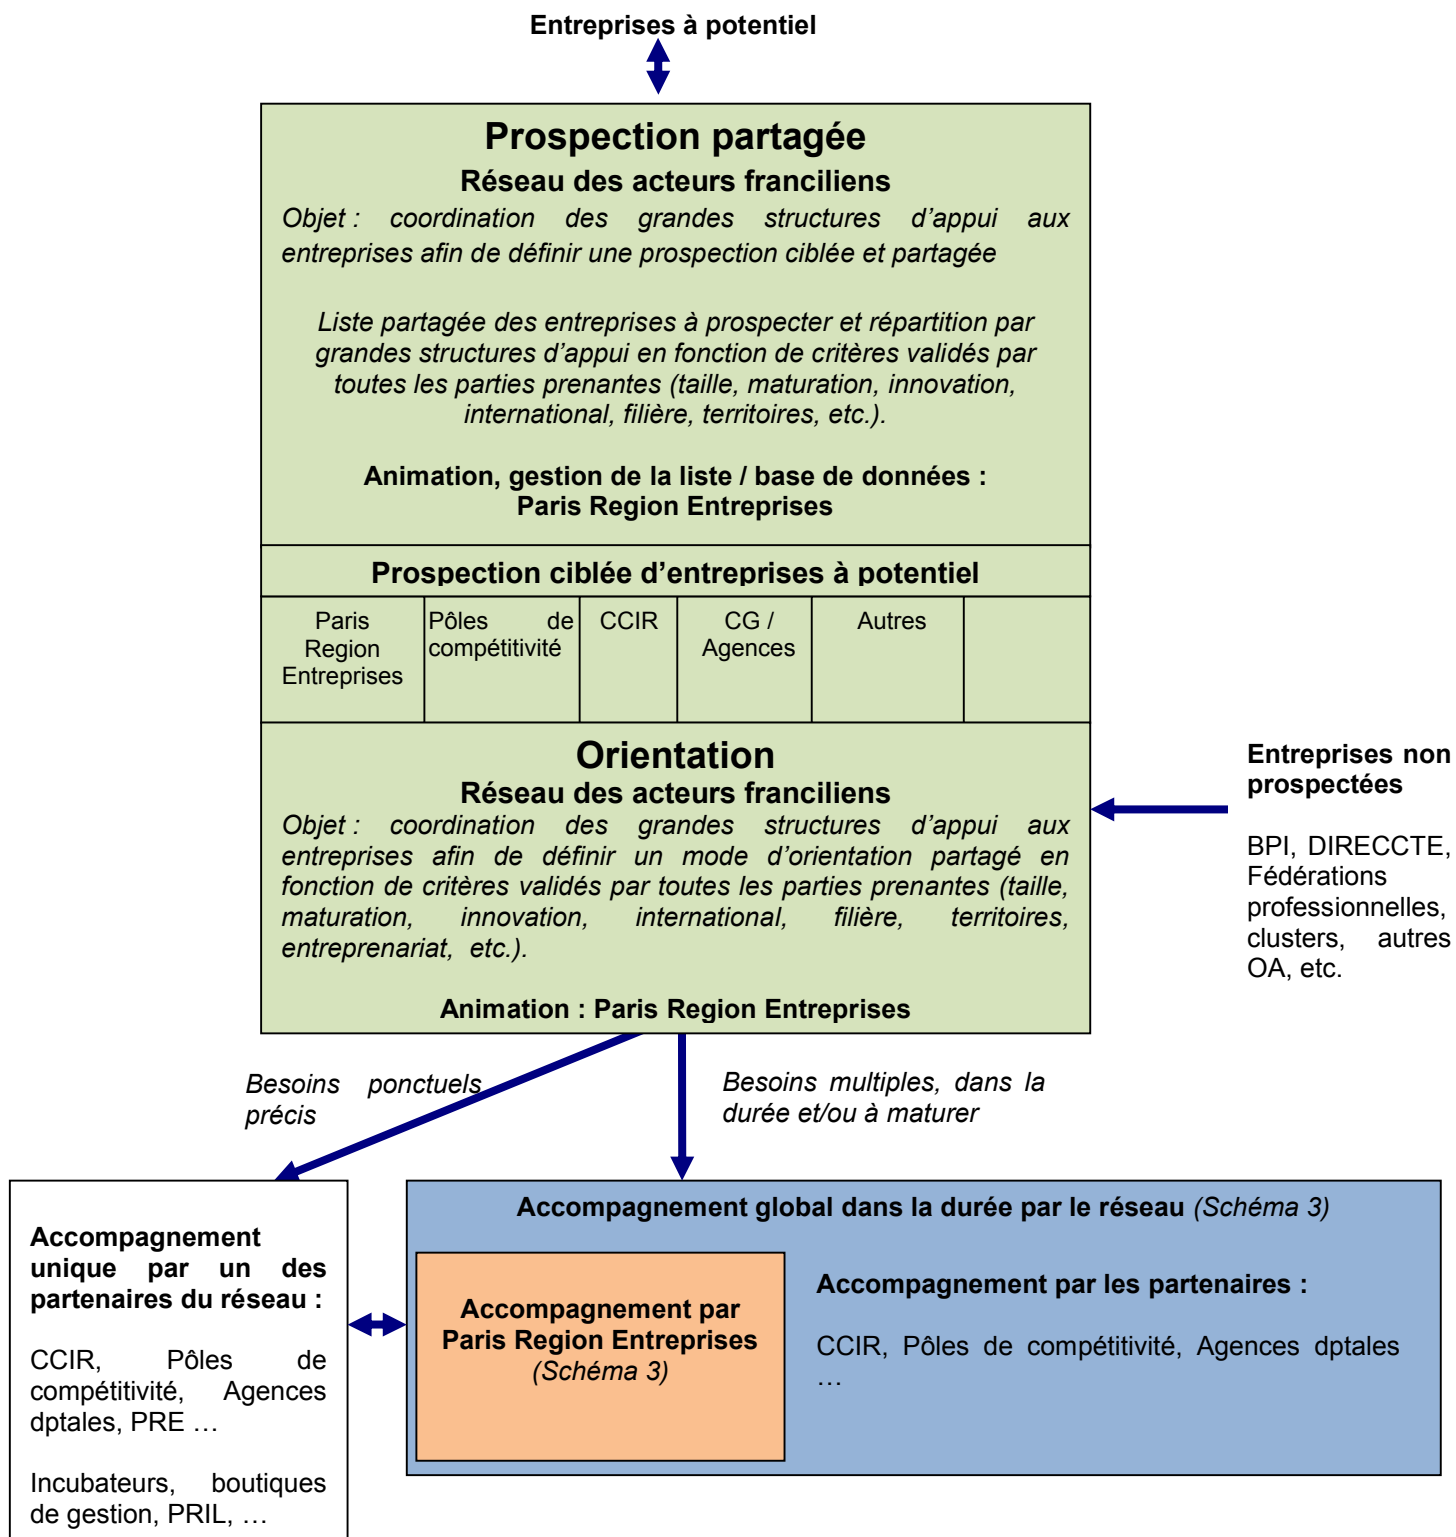 Entreprises à potentiel
Prospection partagée
Réseau des acteurs franciliens
Objet : coordination des grandes structures d’appui aux
entreprises afin de définir une prospection ciblée et partagée
Liste partagée des entreprises à prospecter et répartition par
grandes structures d’appui en fonction de critères validés par
toutes les parties prenantes (taille, maturation, innovation,
international, filière, territoires, etc.).
Animation, gestion de la liste / base de données :
Paris Region Entreprises
Prospection ciblée d’entreprises à potentiel
Paris
Region
Entreprises
Pôles de
compétitivité
CCIR
CG /
Agences
Autres
Orientation
Réseau des acteurs franciliens
Objet : coordination des grandes structures d’appui aux
entreprises afin de définir un mode d’orientation partagé en
fonction de critères validés par toutes les parties prenantes (taille,
maturation, innovation, international, filière, territoires,
entreprenariat, etc.).
Animation : Paris Region Entreprises
Entreprises non
prospectées
BPI, DIRECCTE,
Fédérations
professionnelles,
clusters, autres
OA, etc.
Besoins ponctuels
précis
Besoins multiples, dans la
durée et/ou à maturer
Accompagnement
unique par un des
partenaires du réseau :
CCIR, Pôles de
compétitivité, Agences
dptales, PRE …
Incubateurs, boutiques
de gestion, PRIL, …
Accompagnement global dans la durée par le réseau (Schéma 3)
Accompagnement par
Paris Region Entreprises
(Schéma 3)
Accompagnement par les partenaires :
CCIR, Pôles de compétitivité, Agences dptales
…